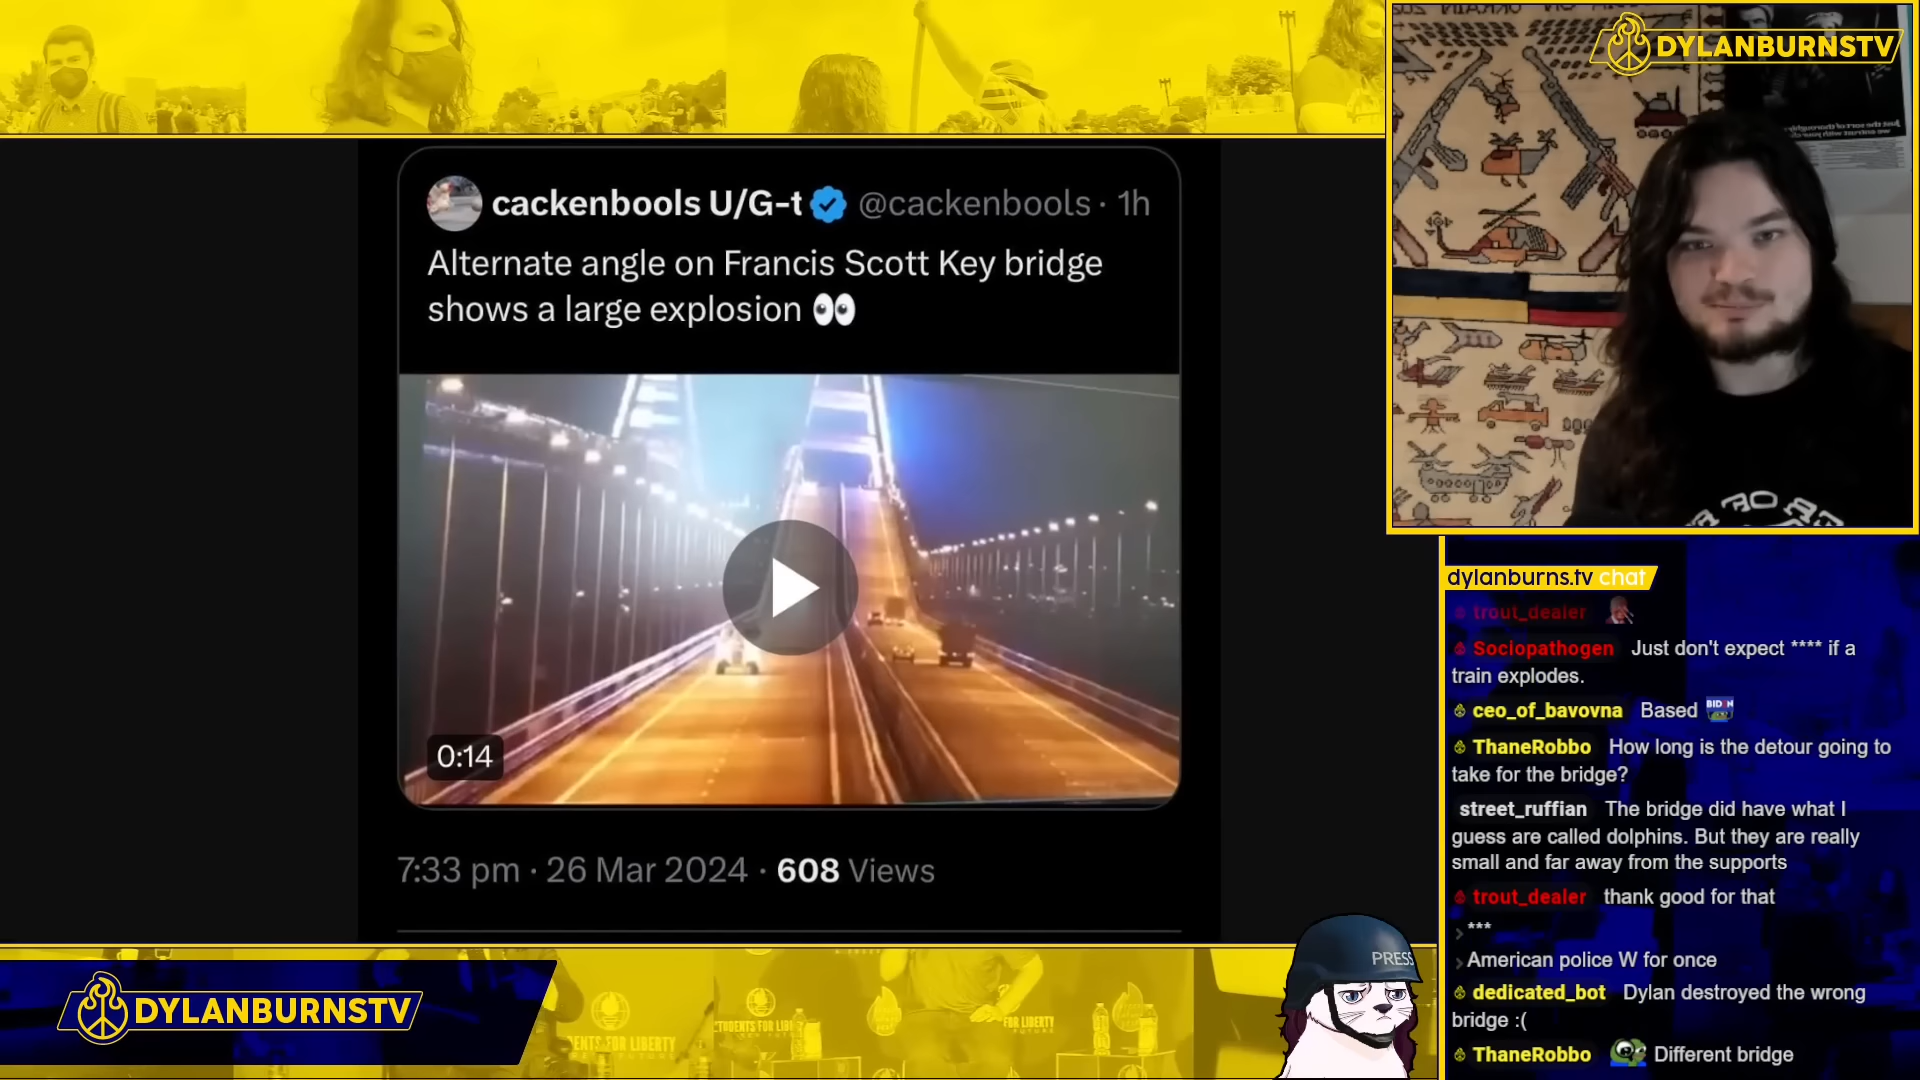 cackenbools U/G-t @cackenbools · 1h
Alternate angle on Francis Scott Key bridge
shows a large explosion 👀
0:14
7:33 pm · 26 Mar 2024 · 608 Views
DYLANBURNSTV
dylanburns.tv chat
trout_dealer
Sociopathogen Just don't expect **** if a
train explodes.
ceo_of_bavovna Based
ThaneRobbo How long is the detour going to
take for the bridge?
street_ruffian The bridge did have what I
guess are called dolphins. But they are really
small and far away from the supports
trout_dealer thank good for that
***
American police W for once
dedicated_bot Dylan destroyed the wrong
bridge :(
ThaneRobbo Different bridge
PRESS
DYLANBURNSTV
FOR LIBERTY